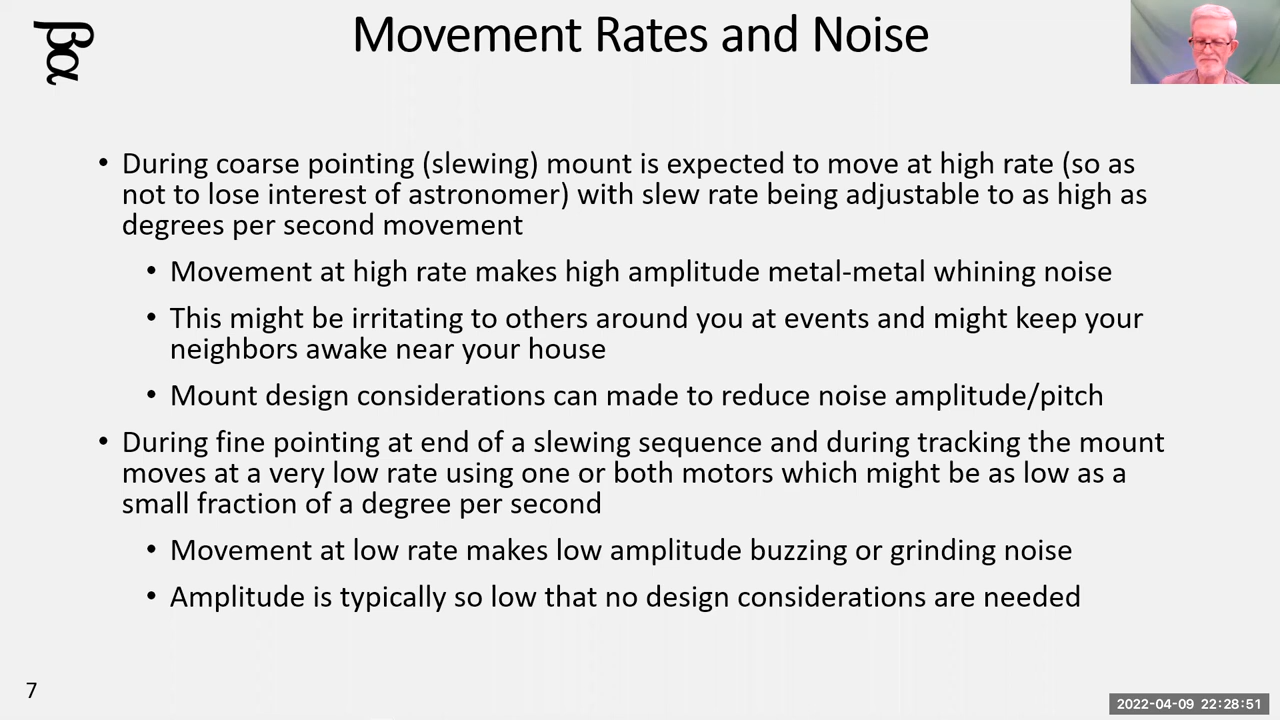 βα
Movement Rates and Noise
• During coarse pointing (slewing) mount is expected to move at high rate (so as
not to lose interest of astronomer) with slew rate being adjustable to as high as
degrees per second movement
• Movement at high rate makes high amplitude metal-metal whining noise
• This might be irritating to others around you at events and might keep your
neighbors awake near your house
• Mount design considerations can made to reduce noise amplitude/pitch
• During fine pointing at end of a slewing sequence and during tracking the mount
moves at a very low rate using one or both motors which might be as low as a
small fraction of a degree per second
• Movement at low rate makes low amplitude buzzing or grinding noise
• Amplitude is typically so low that no design considerations are needed
7
2022-04-09 22:28:51